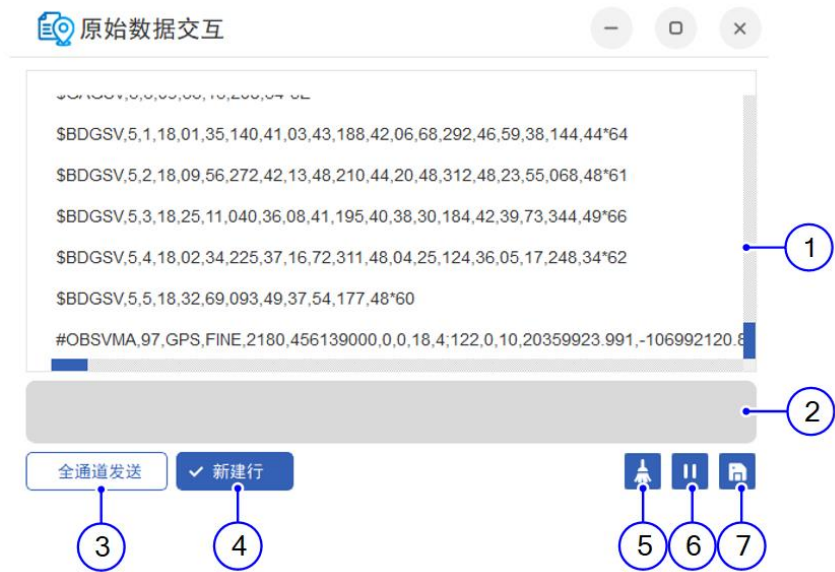 原始数据交互
$BDGSV,5,1,18,01,35,140,41,03,43,188,42,06,68,292,46,59,38,144,44*64
$BDGSV,5,2,18,09,56,272,42,13,48,210,44,20,48,312,48,23,55,068,48*61
$BDGSV,5,3,18,25,11,040,36,08,41,195,40,38,30,184,42,39,73,344,49*66
$BDGSV,5,4,18,02,34,225,37,16,72,311,48,04,25,124,36,05,17,248,34*62
$BDGSV,5,5,18,32,69,093,49,37,54,177,48*60
#OBSVMA,97,GPS,FINE,2180,456139000,0,0,18,4;122,0,10,20359923.991,-106992120.8
1
2
全通道发送 新建行
3 4 5 6 7